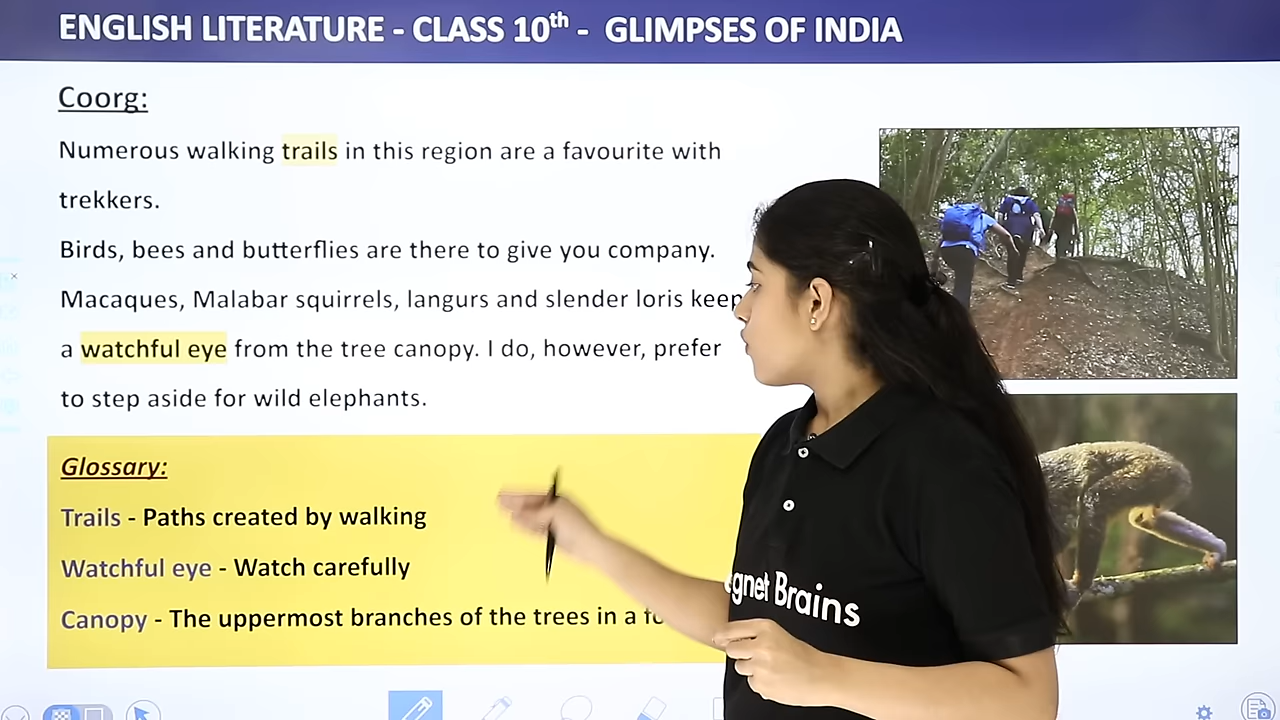 ENGLISH LITERATURE - CLASS 10th - GLIMPSES OF INDIA
Coorg:
Numerous walking trails in this region are a favourite with
trekkers.
Birds, bees and butterflies are there to give you company.
Macaques, Malabar squirrels, langurs and slender loris keep
a watchful eye from the tree canopy. I do, however, prefer
to step aside for wild elephants.
Glossary:
Trails - Paths created by walking
Watchful eye - Watch carefully
Canopy - The uppermost branches of the trees in a
gnet Brains